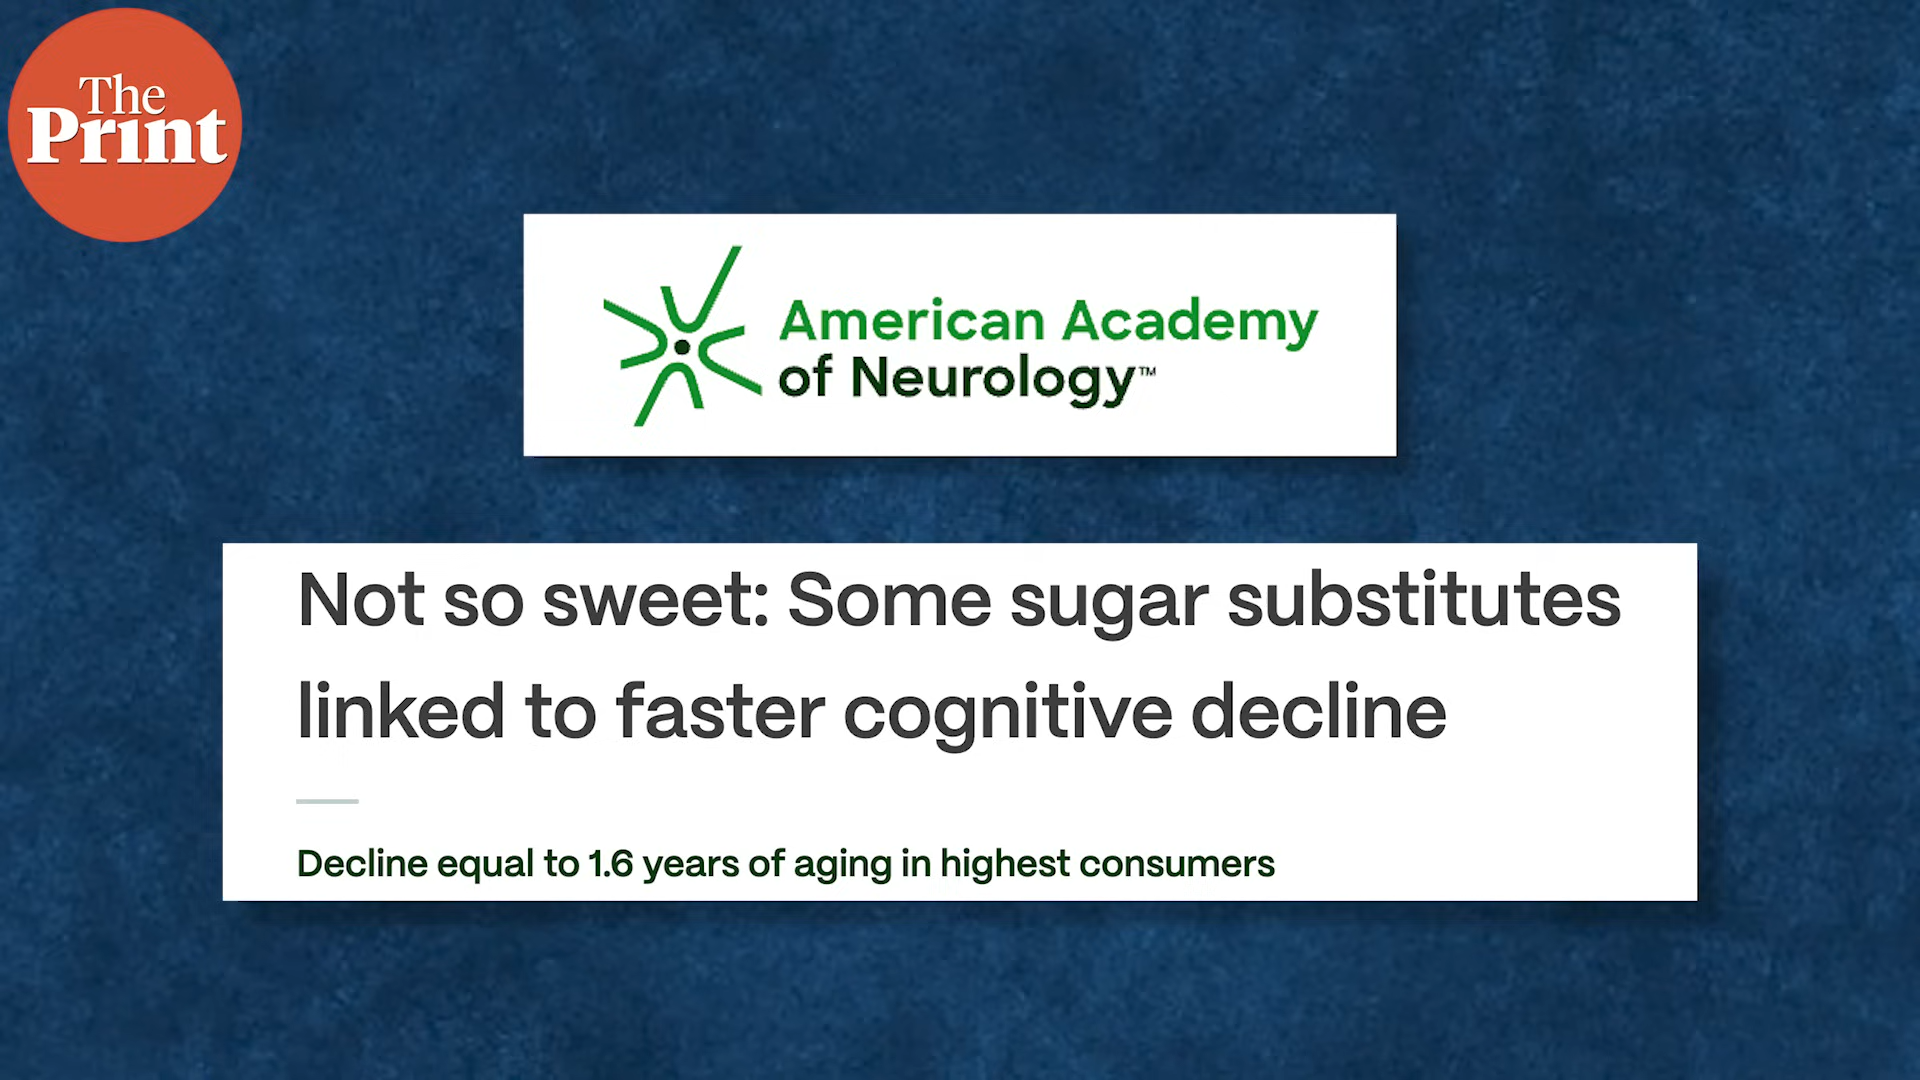 The
Print
American Academy
of Neurology™
Not so sweet: Some sugar substitutes
linked to faster cognitive decline
Decline equal to 1.6 years of aging in highest consumers